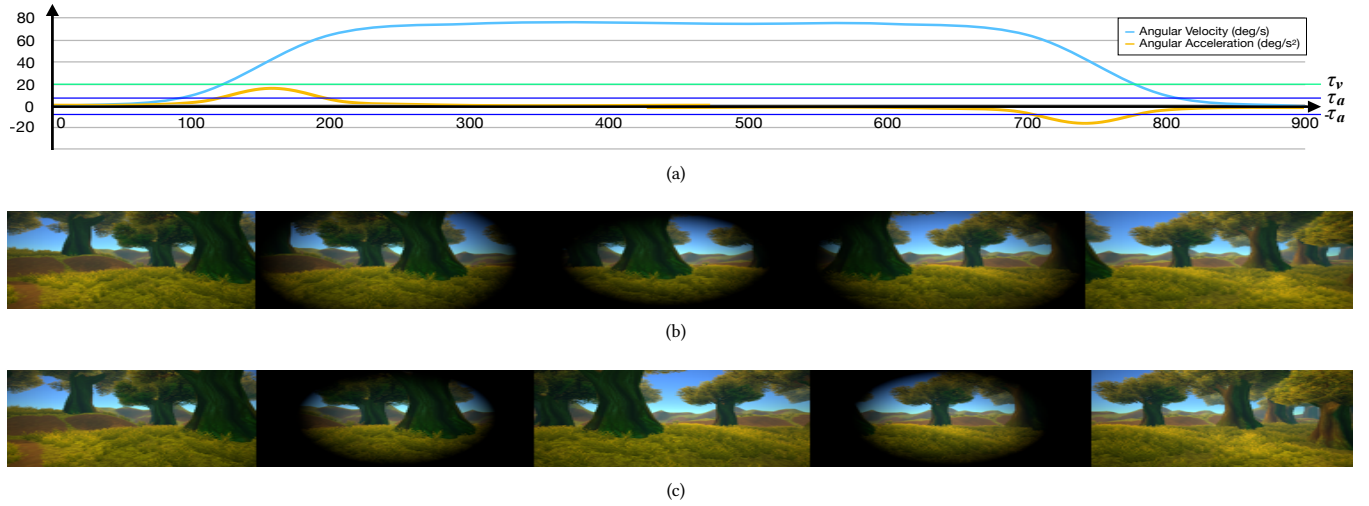 80
60
40
20
0
-20
Angular Velocity (deg/s)
Angular Acceleration (deg/s²)
τv
τa
-τa
0 100 200 300 400 500 600 700 800 900
(a)
(b)
(c)